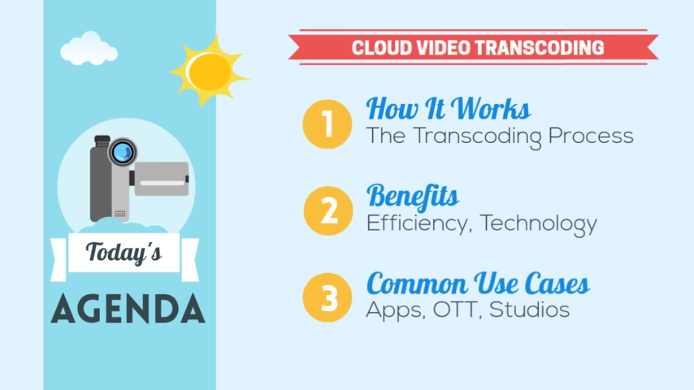 Today's
AGENDA
CLOUD VIDEO TRANSCODING
1
How It Works
The Transcoding Process
2
Benefits
Efficiency, Technology
3
Common Use Cases
Apps, OTT, Studios